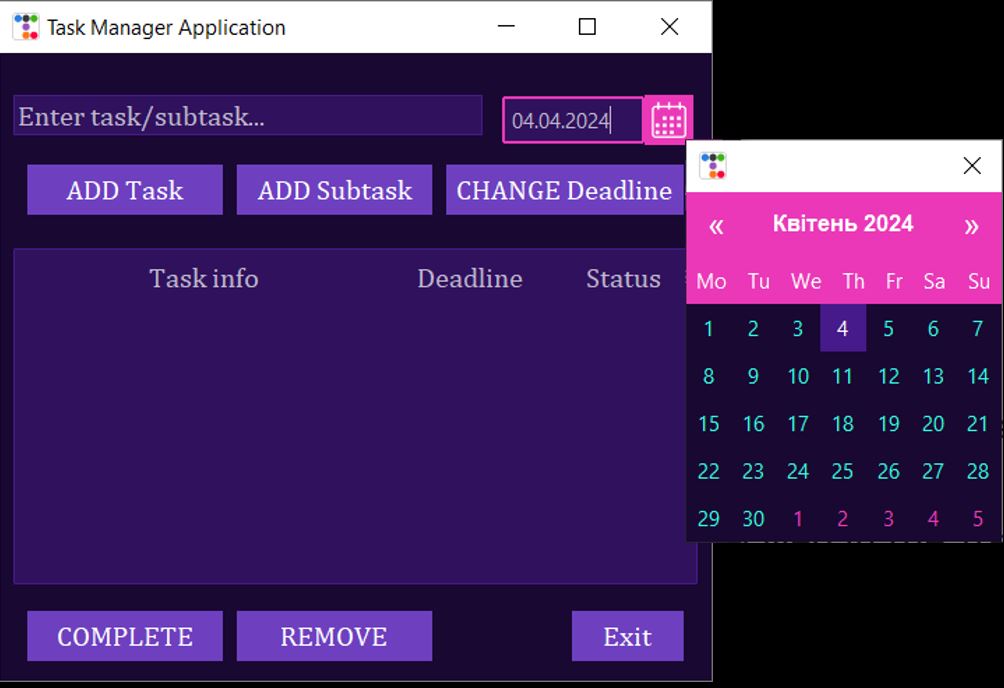 Task Manager Application
Enter task/subtask...
04.04.2024
ADD Task
ADD Subtask
CHANGE Deadline
Task info Deadline Status
COMPLETE
REMOVE
Exit
« Квітень 2024 »
Mo Tu We Th Fr Sa Su
1 2 3 4 5 6 7
8 9 10 11 12 13 14
15 16 17 18 19 20 21
22 23 24 25 26 27 28
29 30 1 2 3 4 5